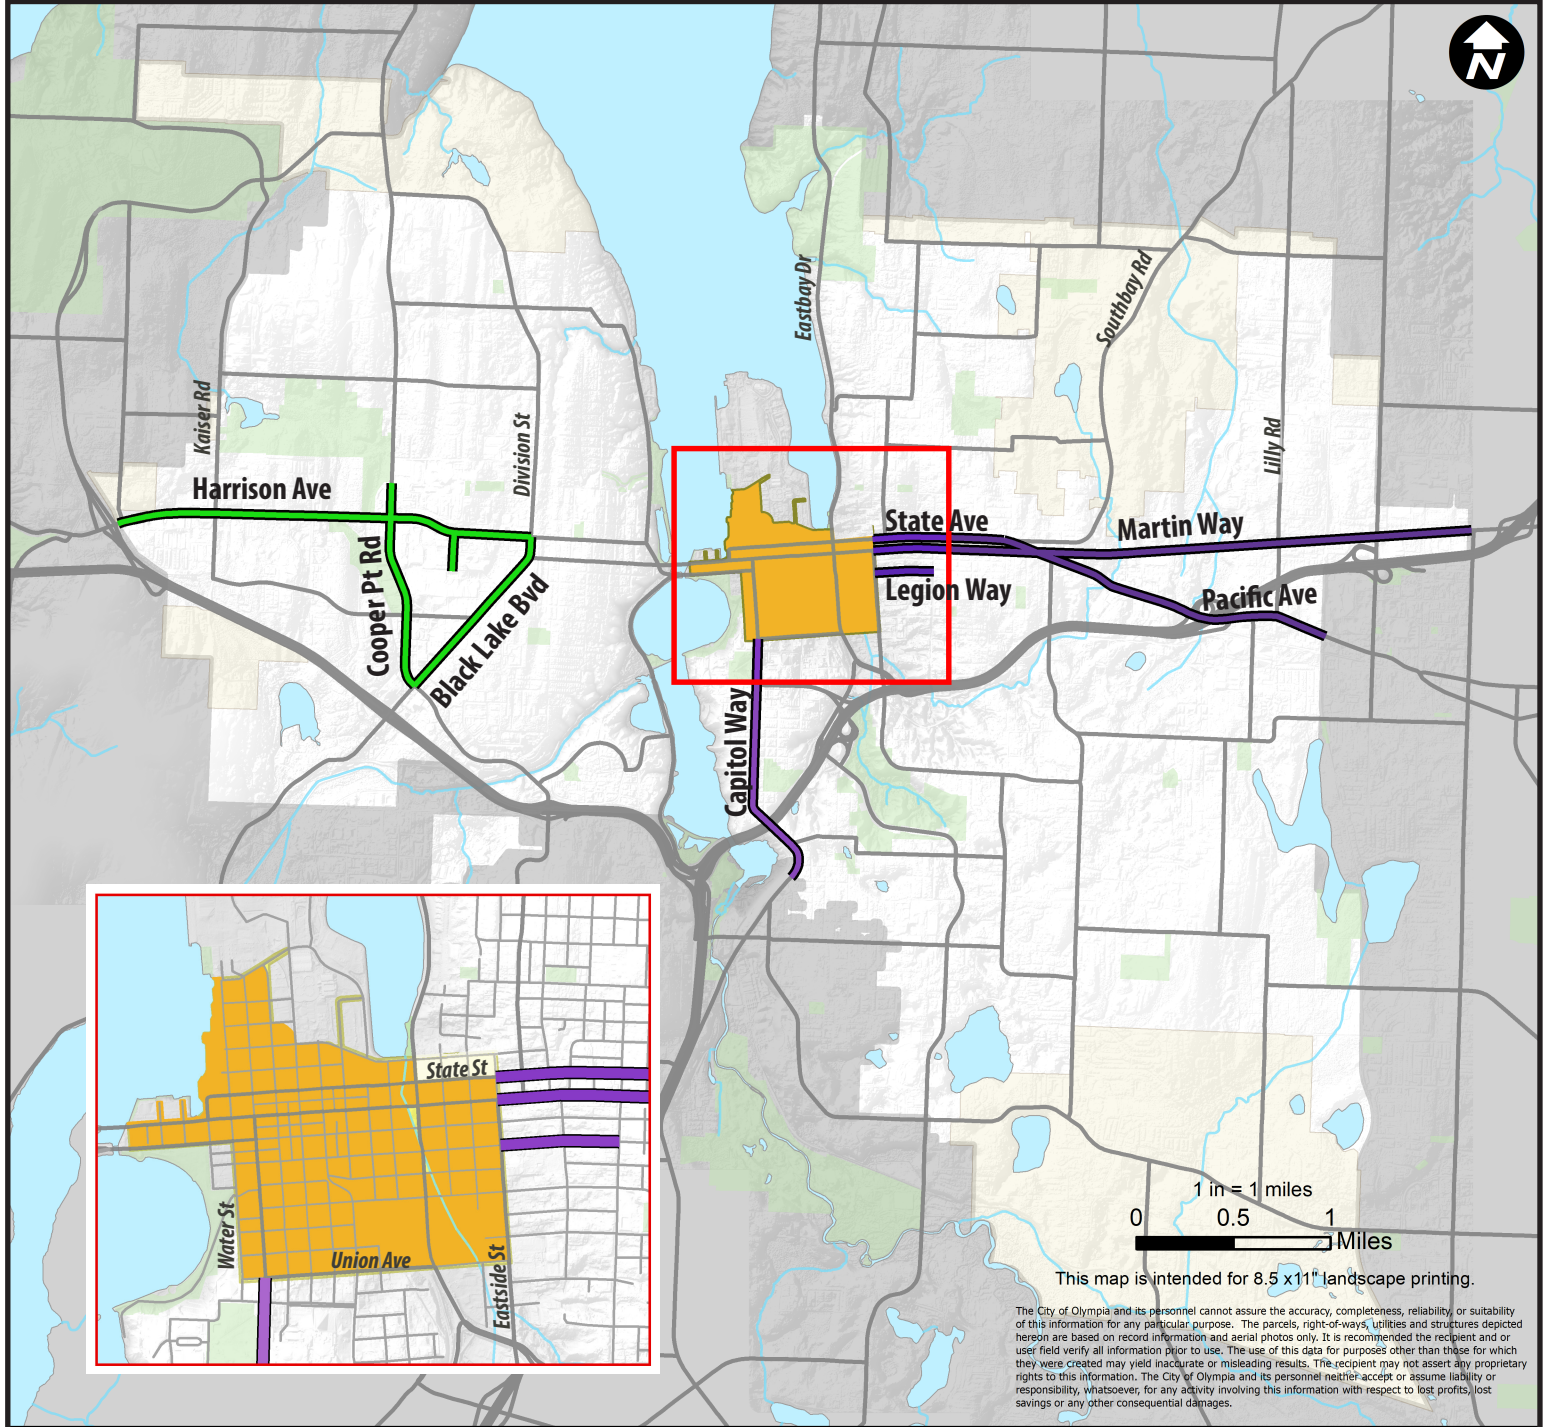 N
Eastbay Dr
Southbay Rd
Kaiser Rd
Division St
Lilly Rd
Harrison Ave
State Ave
Martin Way
Cooper Pt Rd
Black Lake Bvd
Legion Way
Pacific Ave
Capitol Way
State St
Water St
Union Ave
Eastside St
1 in = 1 miles
0 0.5 1
Miles
This map is intended for 8.5 x11" landscape printing.
The City of Olympia and its personnel cannot assure the accuracy, completeness, reliability, or suitability
of this information for any particular purpose. The parcels, right-of-ways, utilities and structures depicted
hereon are based on record information and aerial photos only. It is recommended the recipient and or
user field verify all information prior to use. The use of this data for purposes other than those for which
they were created may yield inaccurate or misleading results. The recipient may not assert any proprietary
rights to this information. The City of Olympia and its personnel neither accept or assume liability or
responsibility, whatsoever, for any activity involving this information with respect to lost profits, lost
savings or any other consequential damages.